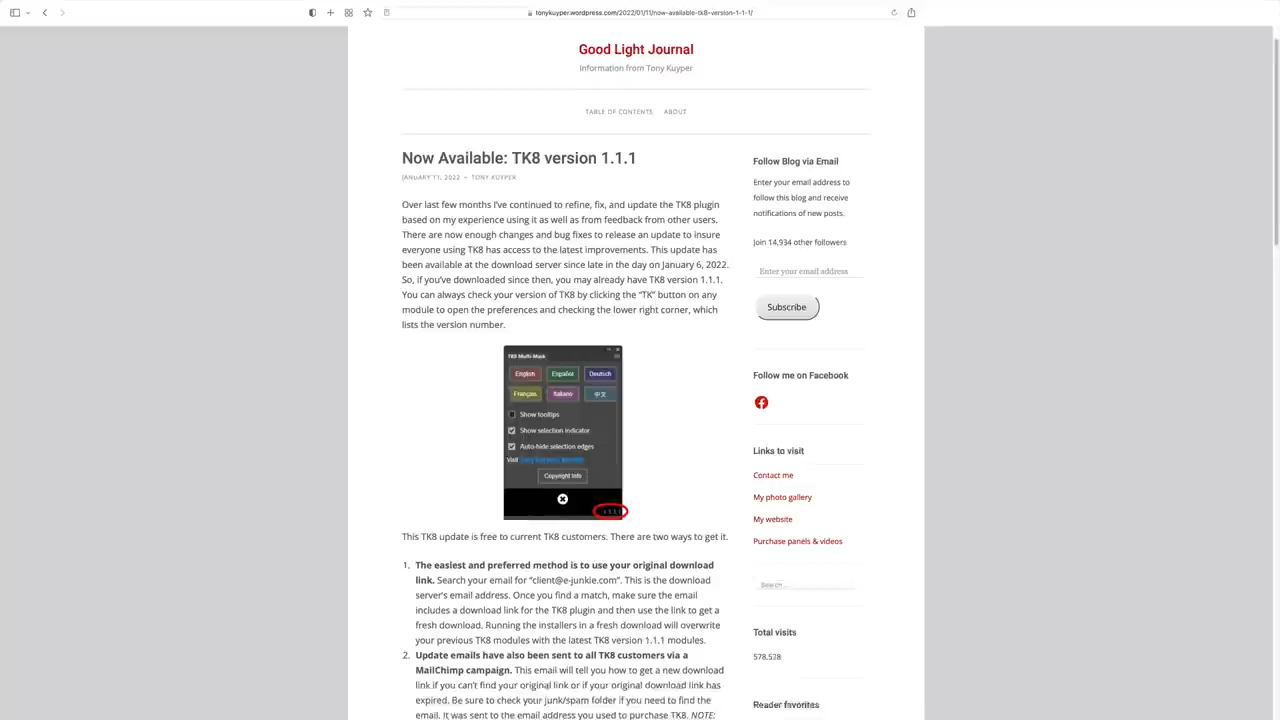 tonykuyper.wordpress.com/2022/01/11/now-available-tk8-version-1-1-1/
Good Light Journal
Information from Tony Kuyper
TABLE OF CONTENTS ABOUT
Now Available: TK8 version 1.1.1
JANUARY 11, 2022 ~ TONY KUYPER
Over last few months I've continued to refine, fix, and update the TK8 plugin
based on my experience using it as well as from feedback from other users.
There are now enough changes and bug fixes to release an update to insure
everyone using TK8 has access to the latest improvements. This update has
been available at the download server since late in the day on January 6, 2022.
So, if you've downloaded since then, you may already have TK8 version 1.1.1.
You can always check your version of TK8 by clicking the "TK" button on any
module to open the preferences and checking the lower right corner, which
lists the version number.
TK8 Multi-Mask
English Español Deutsch
Français Italiano 中文
Show tooltips
Show selection indicator
Auto-hide selection edges
Visit
Copyright Info
This TK8 update is free to current TK8 customers. There are two ways to get it.
1. The easiest and preferred method is to use your original download
link. Search your email for "client@e-junkie.com". This is the download
server's email address. Once you find a match, make sure the email
includes a download link for the TK8 plugin and then use the link to get a
fresh download. Running the installers in a fresh download will overwrite
your previous TK8 modules with the latest TK8 version 1.1.1 modules.
2. Update emails have also been sent to all TK8 customers via a
MailChimp campaign. This email will tell you how to get a new download
link if you can't find your original link or if your original download link has
expired. Be sure to check your junk/spam folder if you need to find the
email. It was sent to the email address you used to purchase TK8. NOTE:
Follow Blog via Email
Enter your email address to
follow this blog and receive
notifications of new posts.
Join 14,934 other followers
Enter your email address
Subscribe
Follow me on Facebook
Links to visit
Contact me
My photo gallery
My website
Purchase panels & videos
Search …
Total visits
578,528
Reader favorites